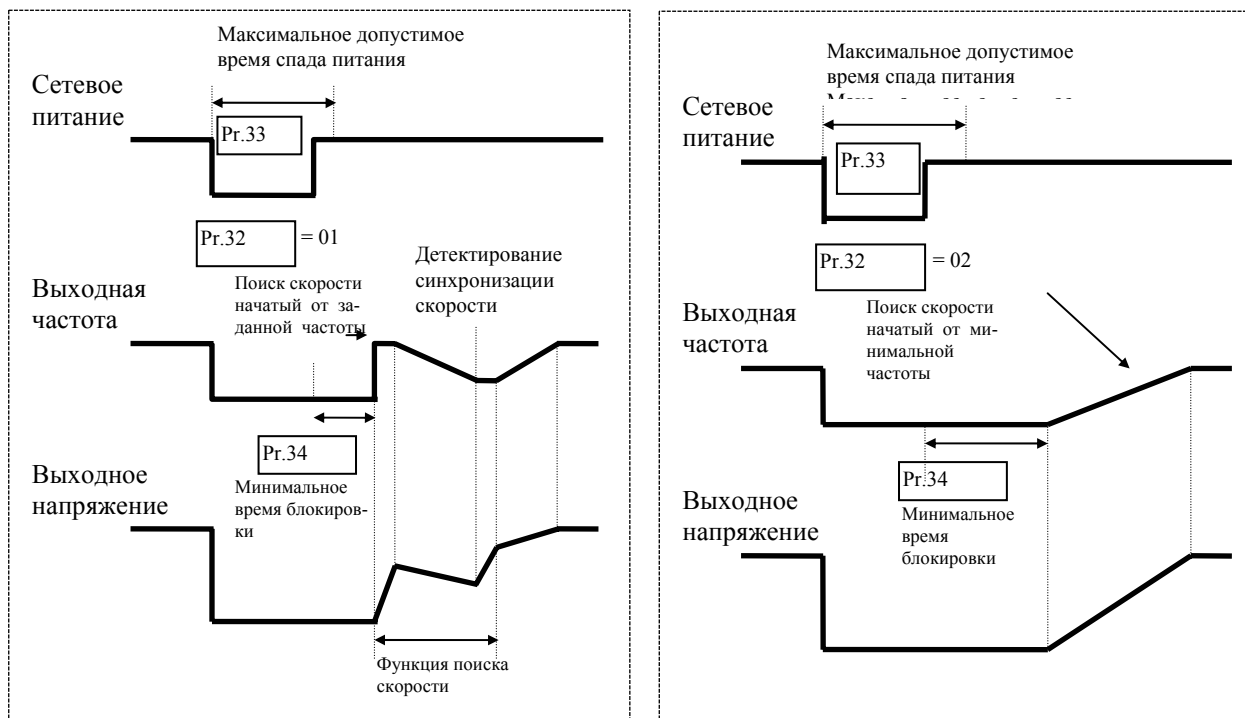 Максимальное допустимое
время спада питания
Сетевое
питание
Pr.33
Pr.32
= 01
Детектирование
синхронизации
скорости
Поиск скорости
начатый от за-
данной частоты
Выходная
частота
Pr.34
Минимальное
время блокиров-
ки
Выходное
напряжение
Функция поиска
скорости
Максимальное допустимое
время спада питания
Сетевое
питание
Pr.33
Pr.32
= 02
Поиск скорости
начатый от ми-
нимальной
частоты
Выходная
частота
Pr.34
Минимальное
время
блокировки
Выходное
напряжение